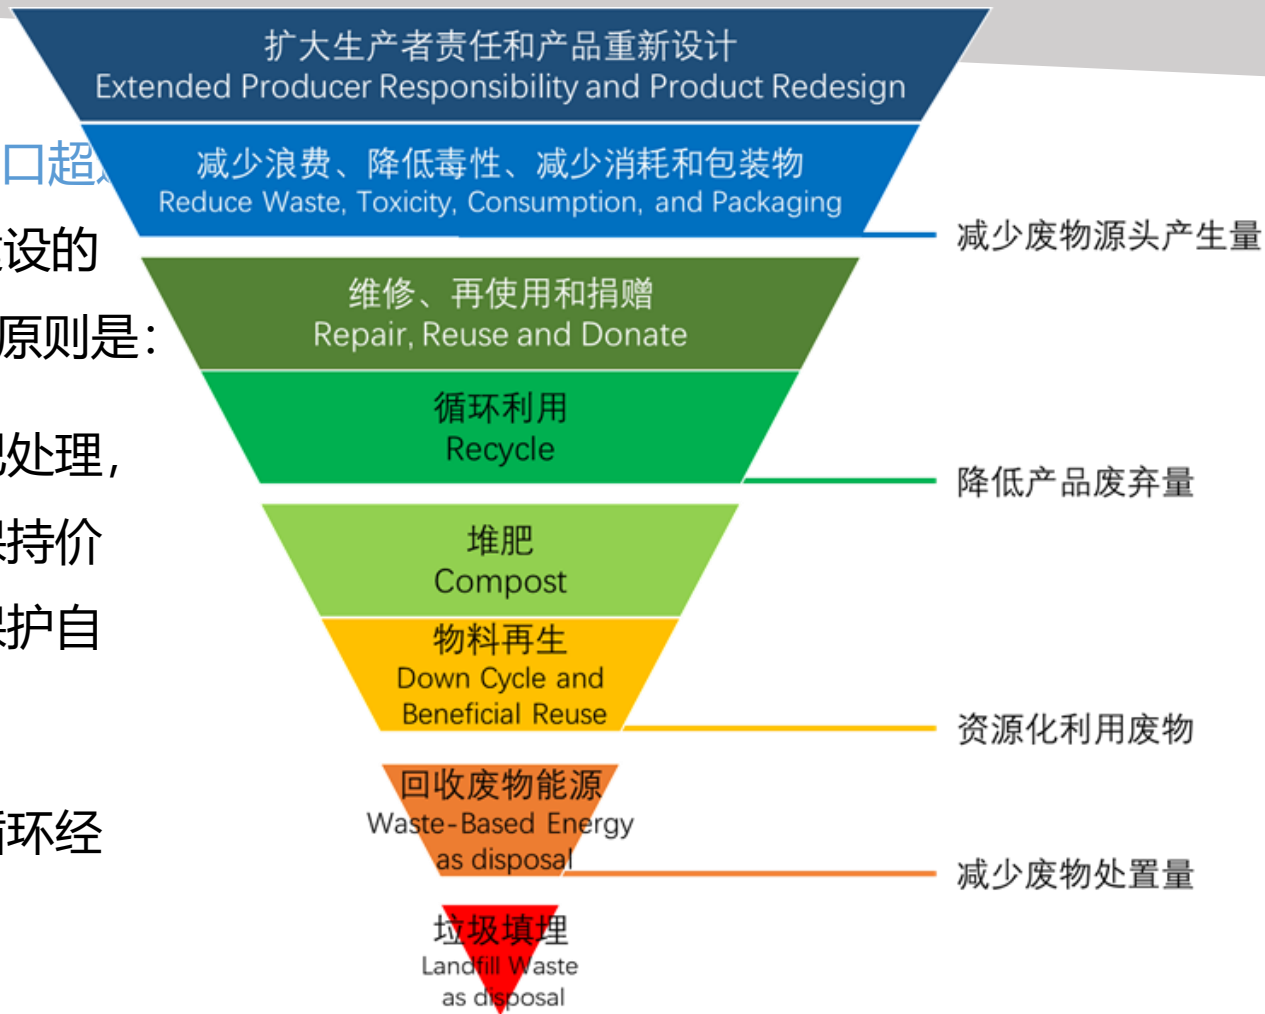 扩大生产者责任和产品重新设计
Extended Producer Responsibility and Product Redesign
口超
减少浪费、降低毒性、减少消耗和包装物
Reduce Waste, Toxicity, Consumption, and Packaging
减少废物源头产生量
设的
维修、再使用和捐赠
Repair, Reuse and Donate
原则是：
循环利用
Recycle
处理，
降低产品废弃量
持价
堆肥
Compost
护自
物料再生
Down Cycle and
Beneficial Reuse
资源化利用废物
回收废物能源
Waste-Based Energy
as disposal
环经
减少废物处置量
垃圾填埋
Landfill Waste
as disposal